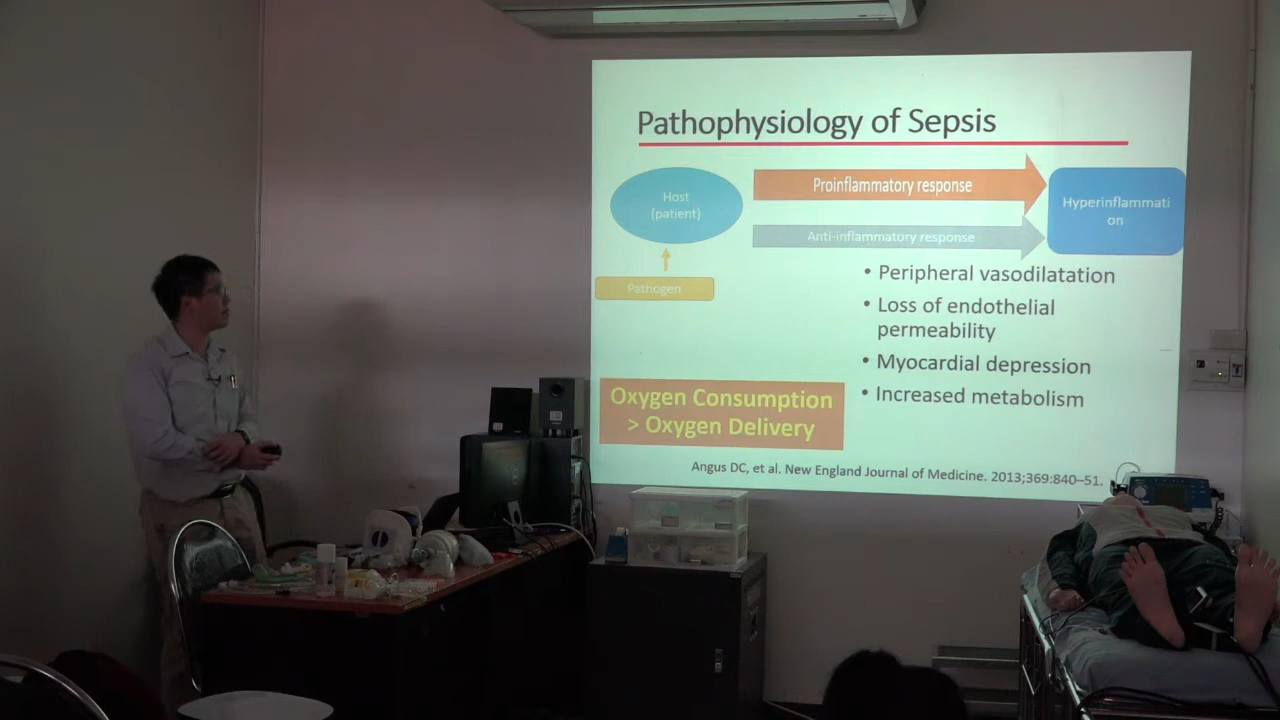 Pathophysiology of Sepsis
Host
(patient)
Proinflammatory response
Hyperinflammati
on
Anti-inflammatory response
Pathogen
• Peripheral vasodilatation
• Loss of endothelial
permeability
• Myocardial depression
• Increased metabolism
Oxygen Consumption
> Oxygen Delivery
Angus DC, et al. New England Journal of Medicine. 2013;369:840–51.